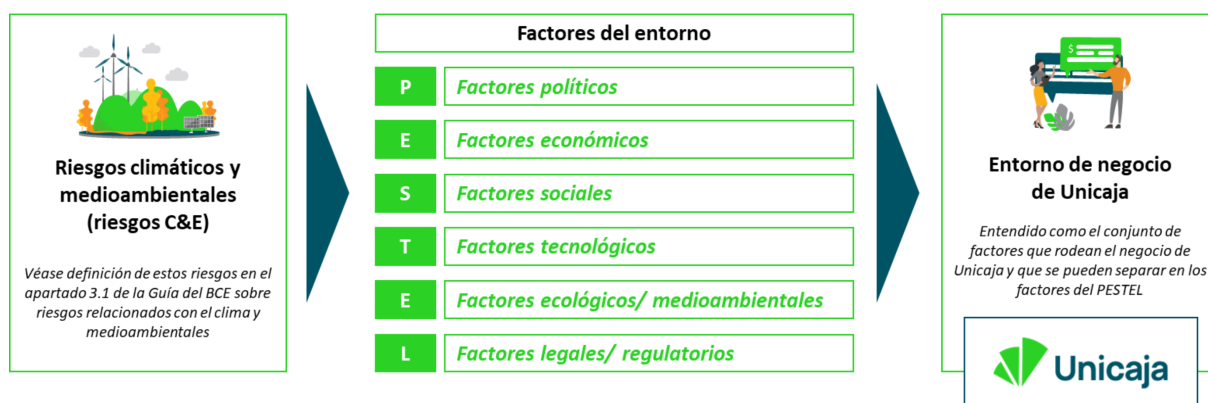 Riesgos climáticos y
medioambientales
(riesgos C&E)
Véase definición de estos riesgos en el
apartado 3.1 de la Guía del BCE sobre
riesgos relacionados con el clima y
medioambientales
Factores del entorno
P Factores políticos
E Factores económicos
S Factores sociales
T Factores tecnológicos
E Factores ecológicos/ medioambientales
L Factores legales/ regulatorios
$
Entorno de negocio
de Unicaja
Entendido como el conjunto de
factores que rodean el negocio de
Unicaja y que se pueden separar en los
factores del PESTEL
Unicaja